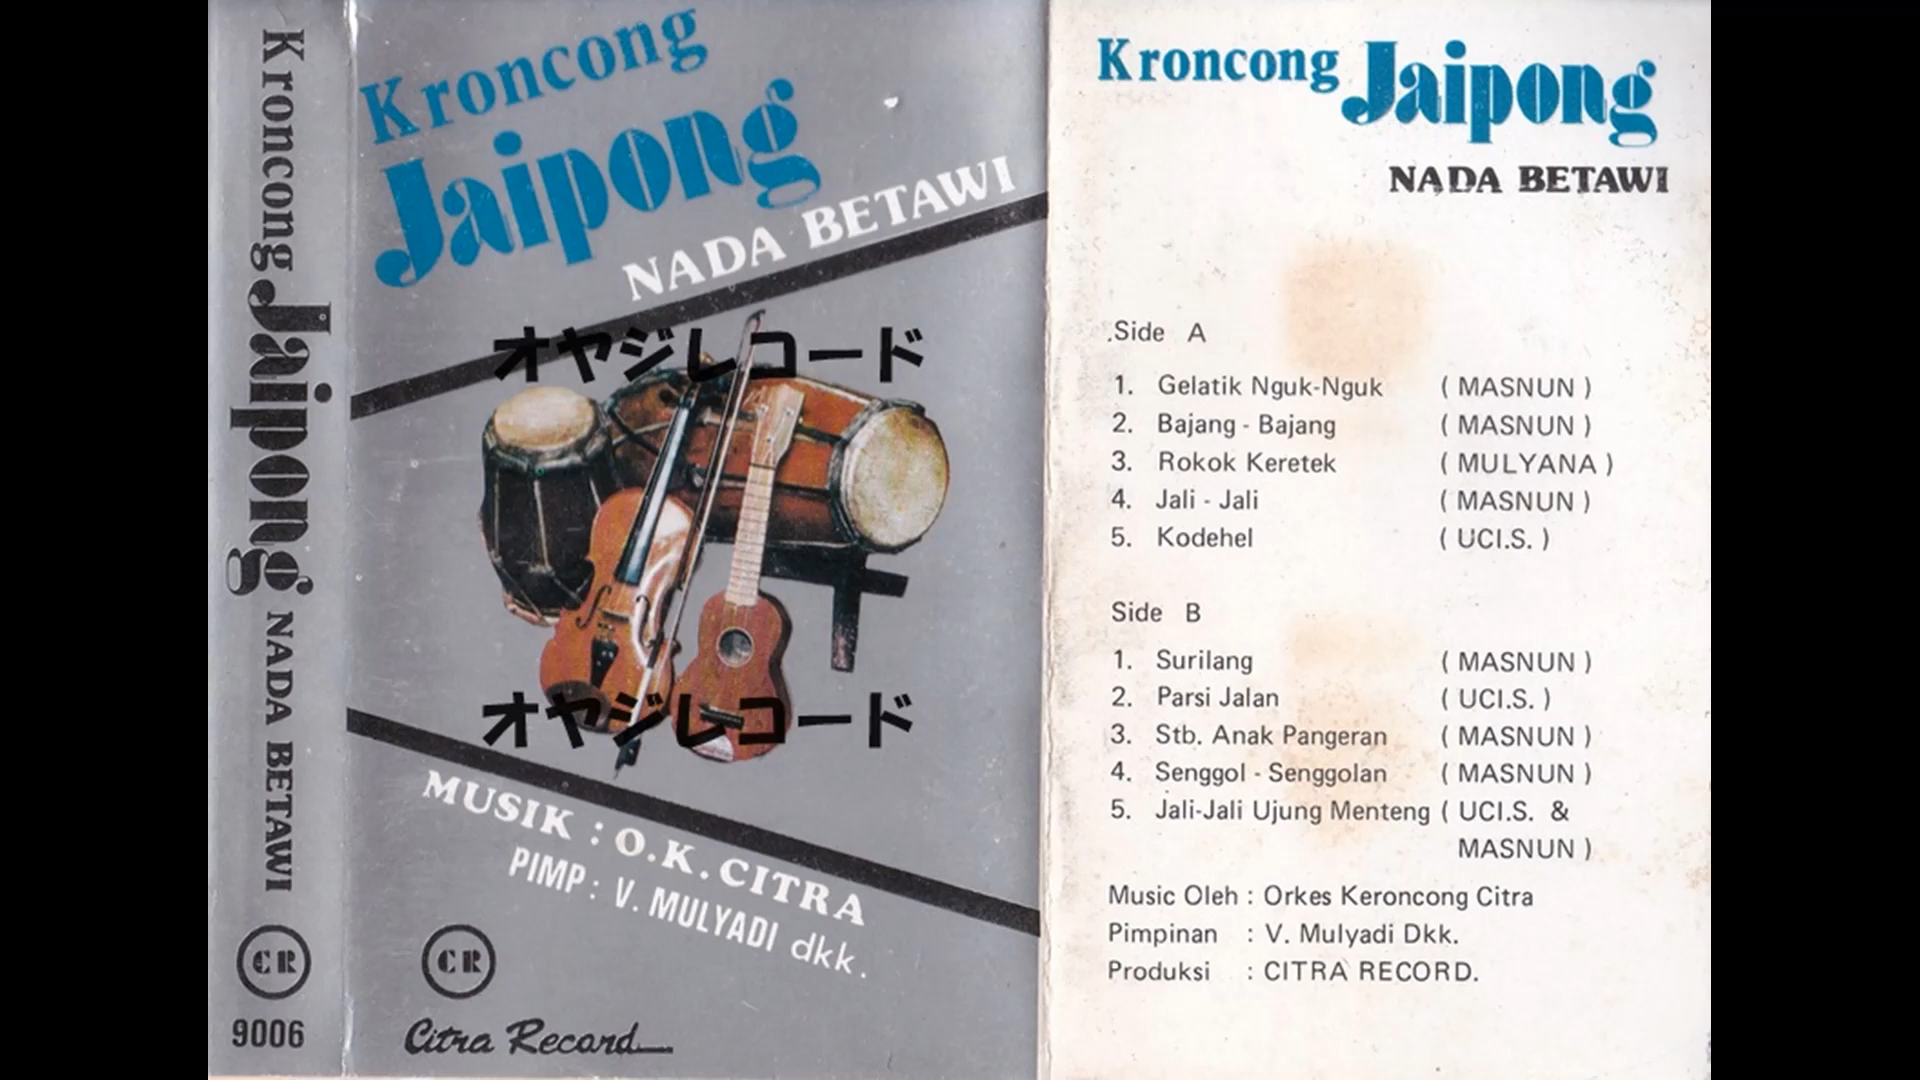 Kroncong Jaipong NADA BETAWI
CR
9006
Kroncong
Jaipong
NADA BETAWI
オヤジレコード
オヤジレコード
MUSIK : O.K. CITRA
PIMP : V. MULYADI dkk.
CR
Citra Record
Kroncong Jaipong
NADA BETAWI
Side A
1. Gelatik Nguk-Nguk ( MASNUN )
2. Bajang - Bajang ( MASNUN )
3. Rokok Keretek ( MULYANA )
4. Jali - Jali ( MASNUN )
5. Kodehel ( UCI.S. )
Side B
1. Surilang ( MASNUN )
2. Parsi Jalan ( UCI.S. )
3. Stb. Anak Pangeran ( MASNUN )
4. Senggol - Senggolan ( MASNUN )
5. Jali-Jali Ujung Menteng ( UCI.S. &
MASNUN )
Music Oleh : Orkes Keroncong Citra
Pimpinan : V. Mulyadi Dkk.
Produksi : CITRA RECORD.